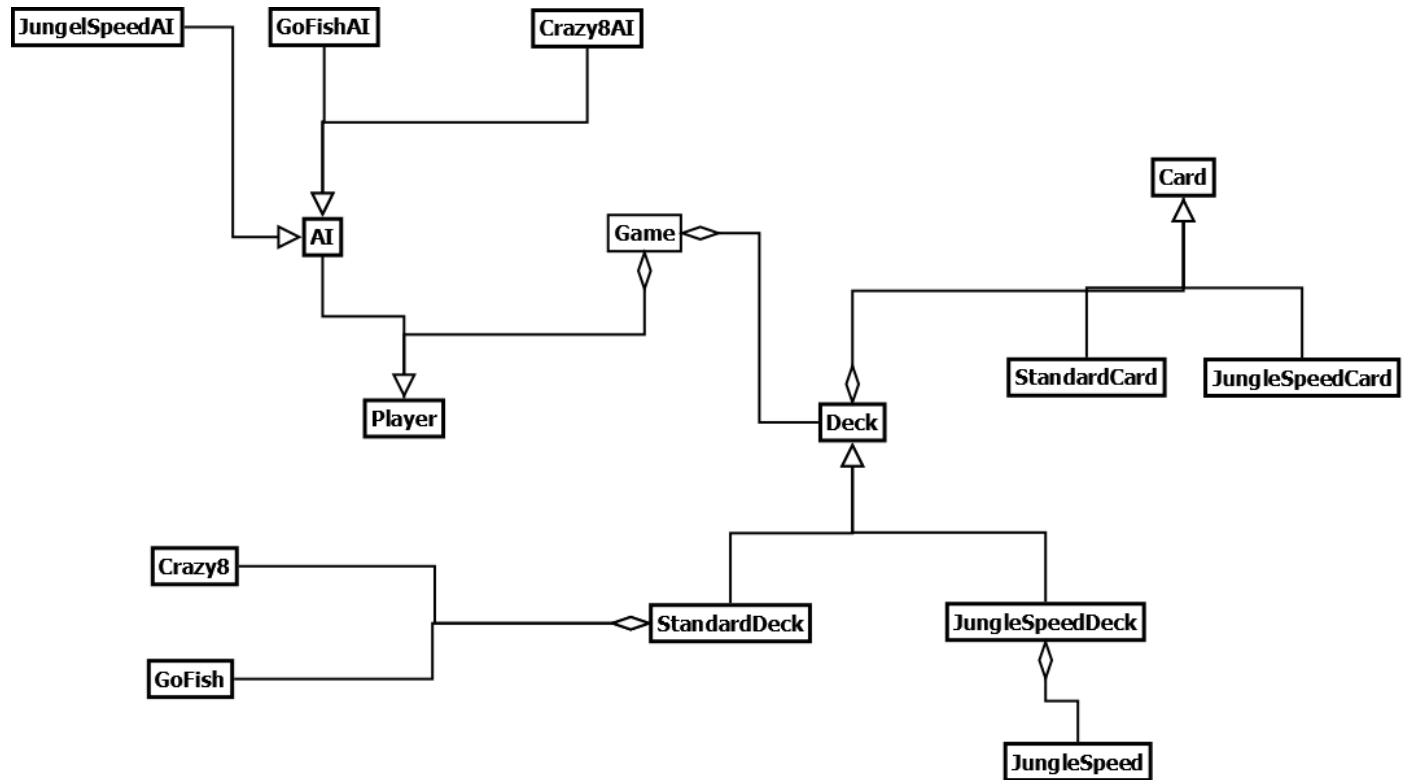 JungelSpeedAI
GoFishAI
Crazy8AI
Card
AI
Game
StandardCard
JungleSpeedCard
Player
Deck
Crazy8
StandardDeck
JungleSpeedDeck
GoFish
JungleSpeed